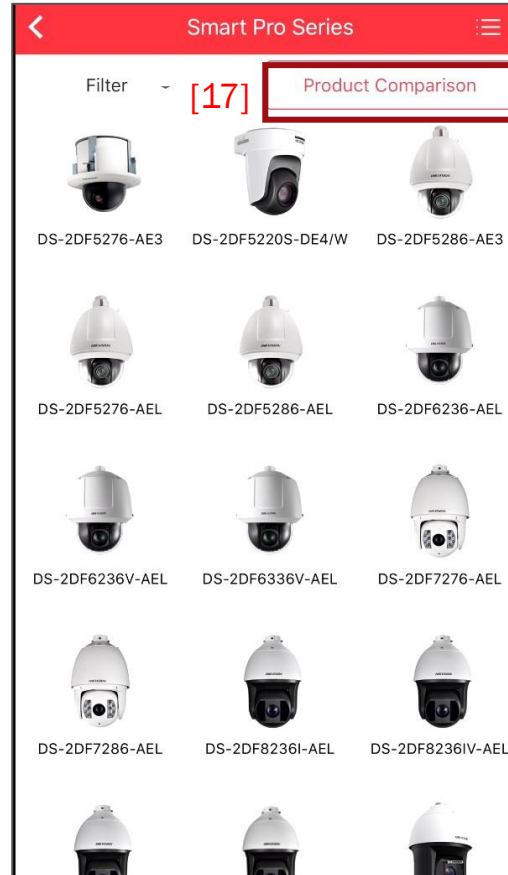 Smart Pro Series
Filter
[17]
Product Comparison
DS-2DF5276-AE3 DS-2DF5220S-DE4/W DS-2DF5286-AE3
DS-2DF5276-AEL DS-2DF5286-AEL DS-2DF6236-AEL
DS-2DF6236V-AEL DS-2DF6336V-AEL DS-2DF7276-AEL
DS-2DF7286-AEL DS-2DF8236I-AEL DS-2DF8236IV-AEL